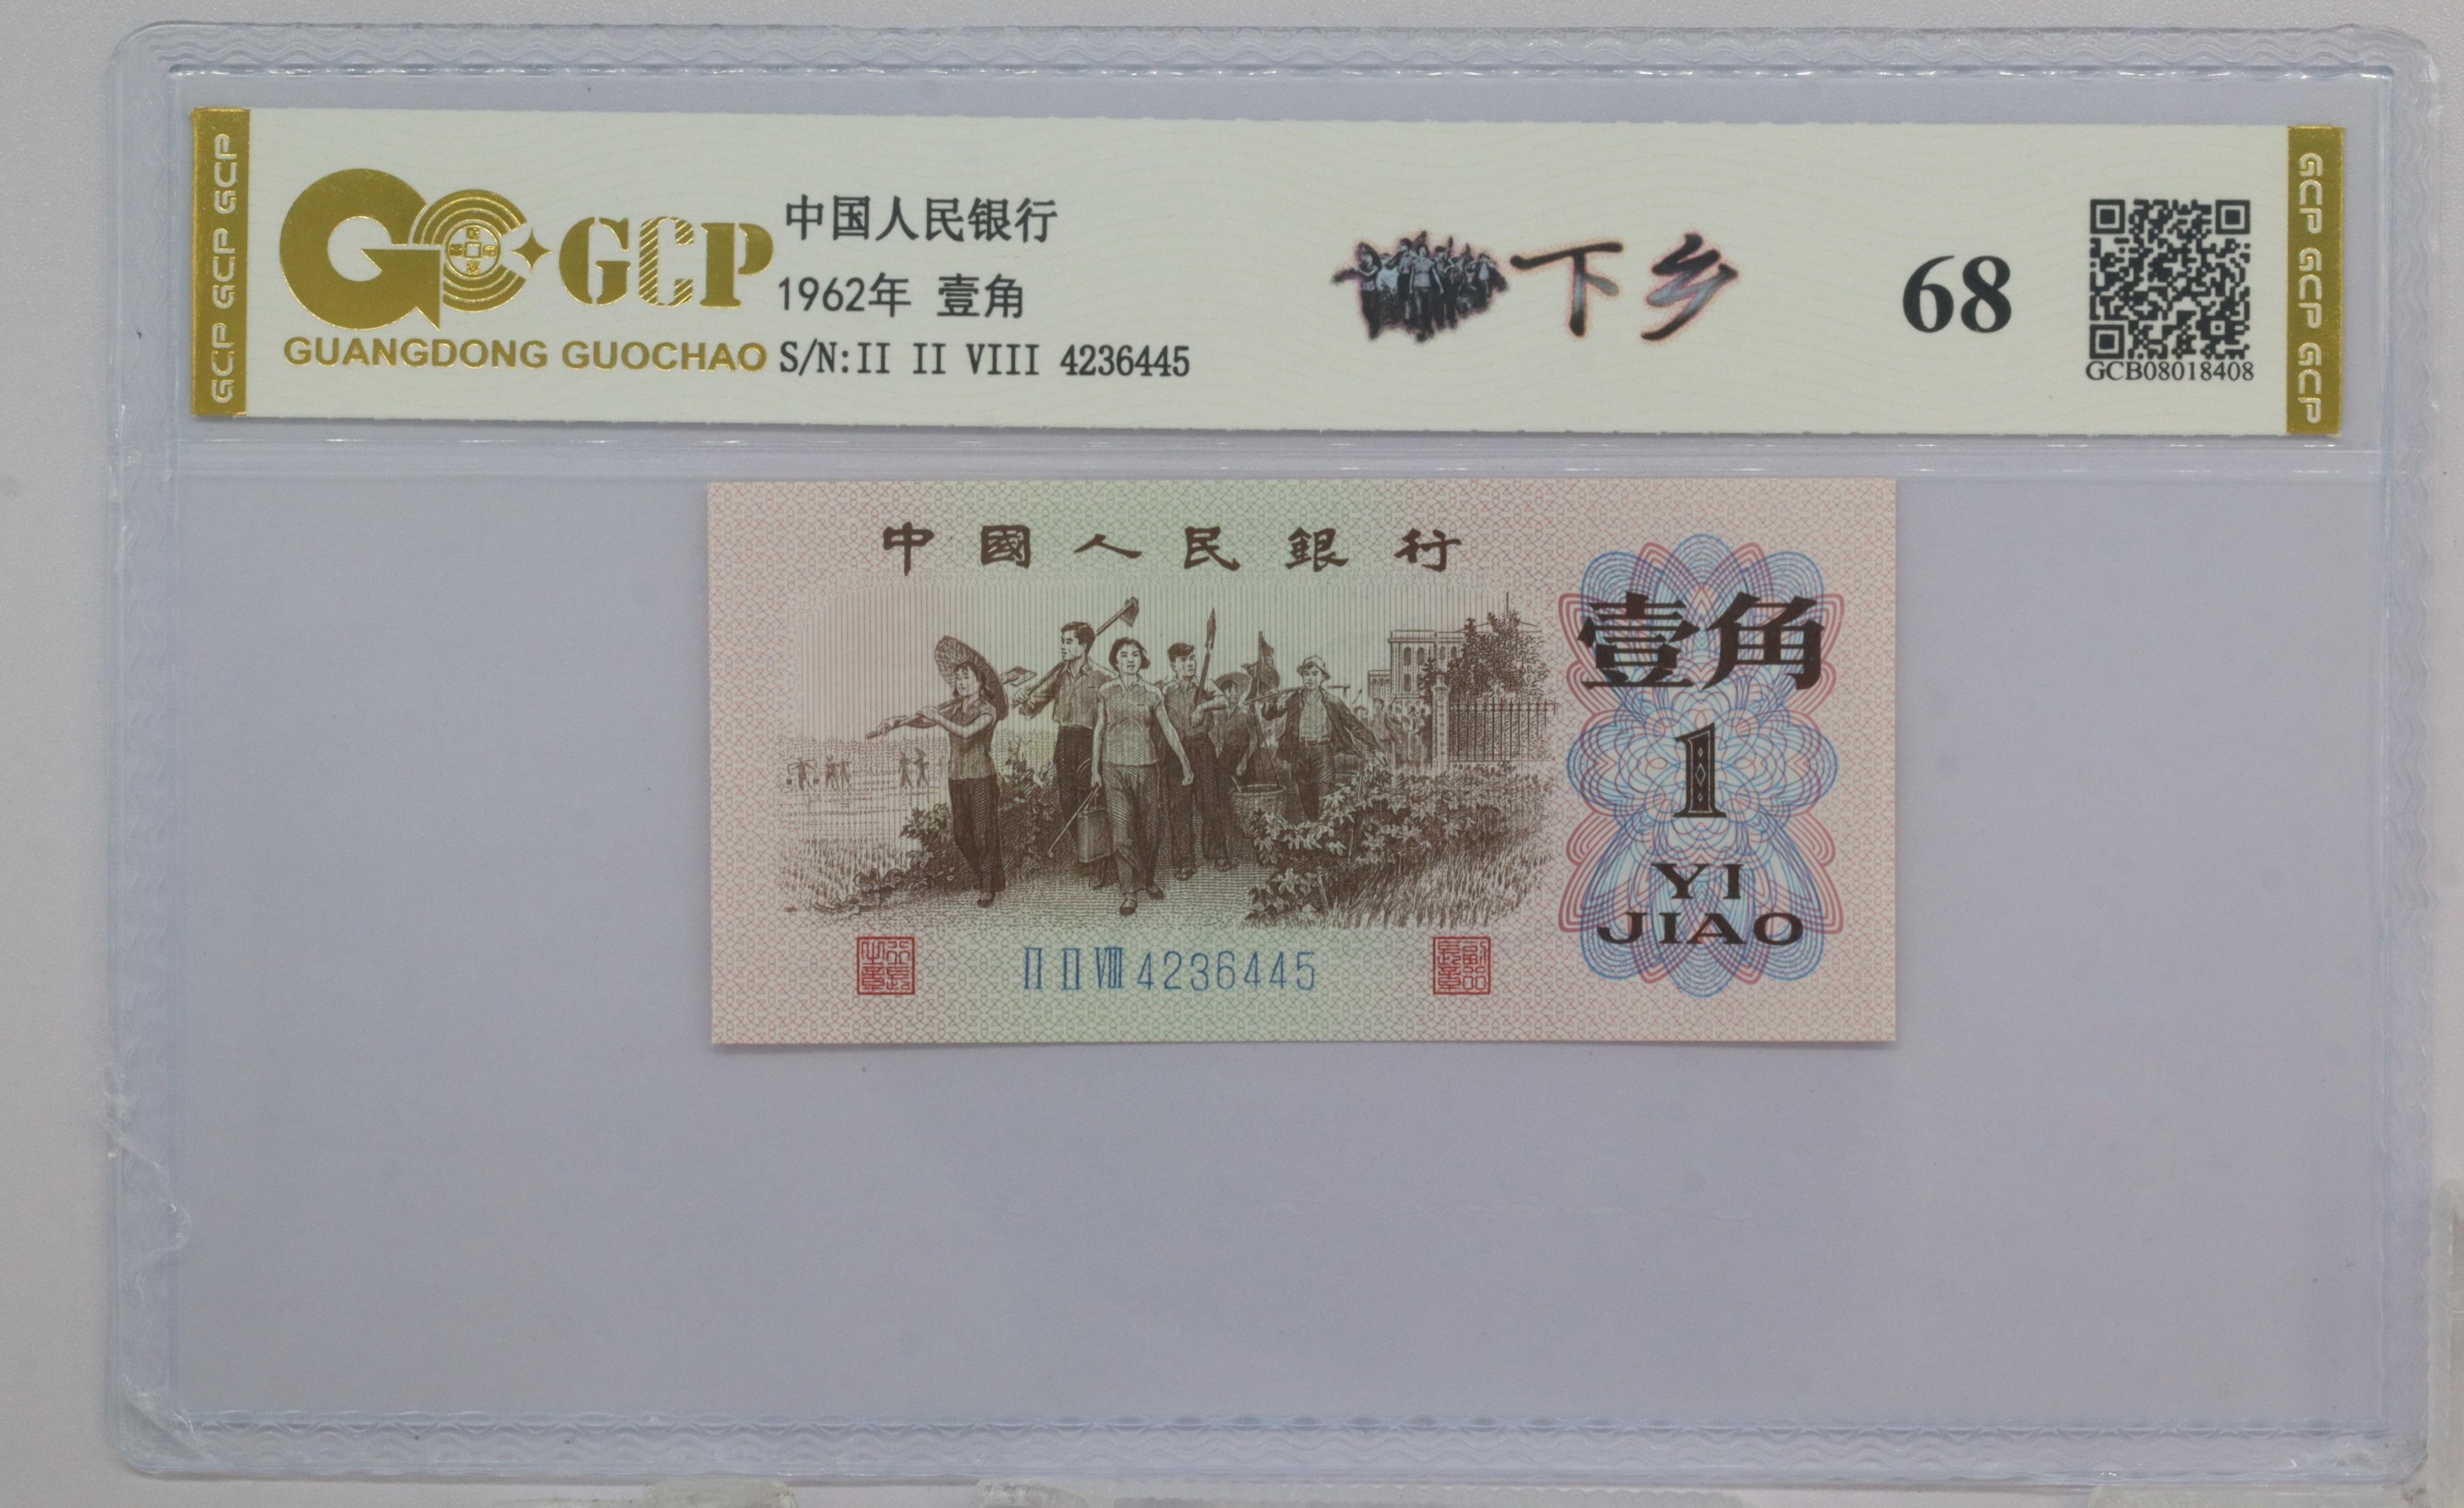 GCP GCP GCP
GCP
GUANGDONG GUOCHAO
中国人民银行
1962年 壹角
S/N:II II VIII 4236445
下乡
68
GCB08018408
GCP GCP GCP
中國人民銀行
壹角
1
YI
JIAO
II II VIII 4236445